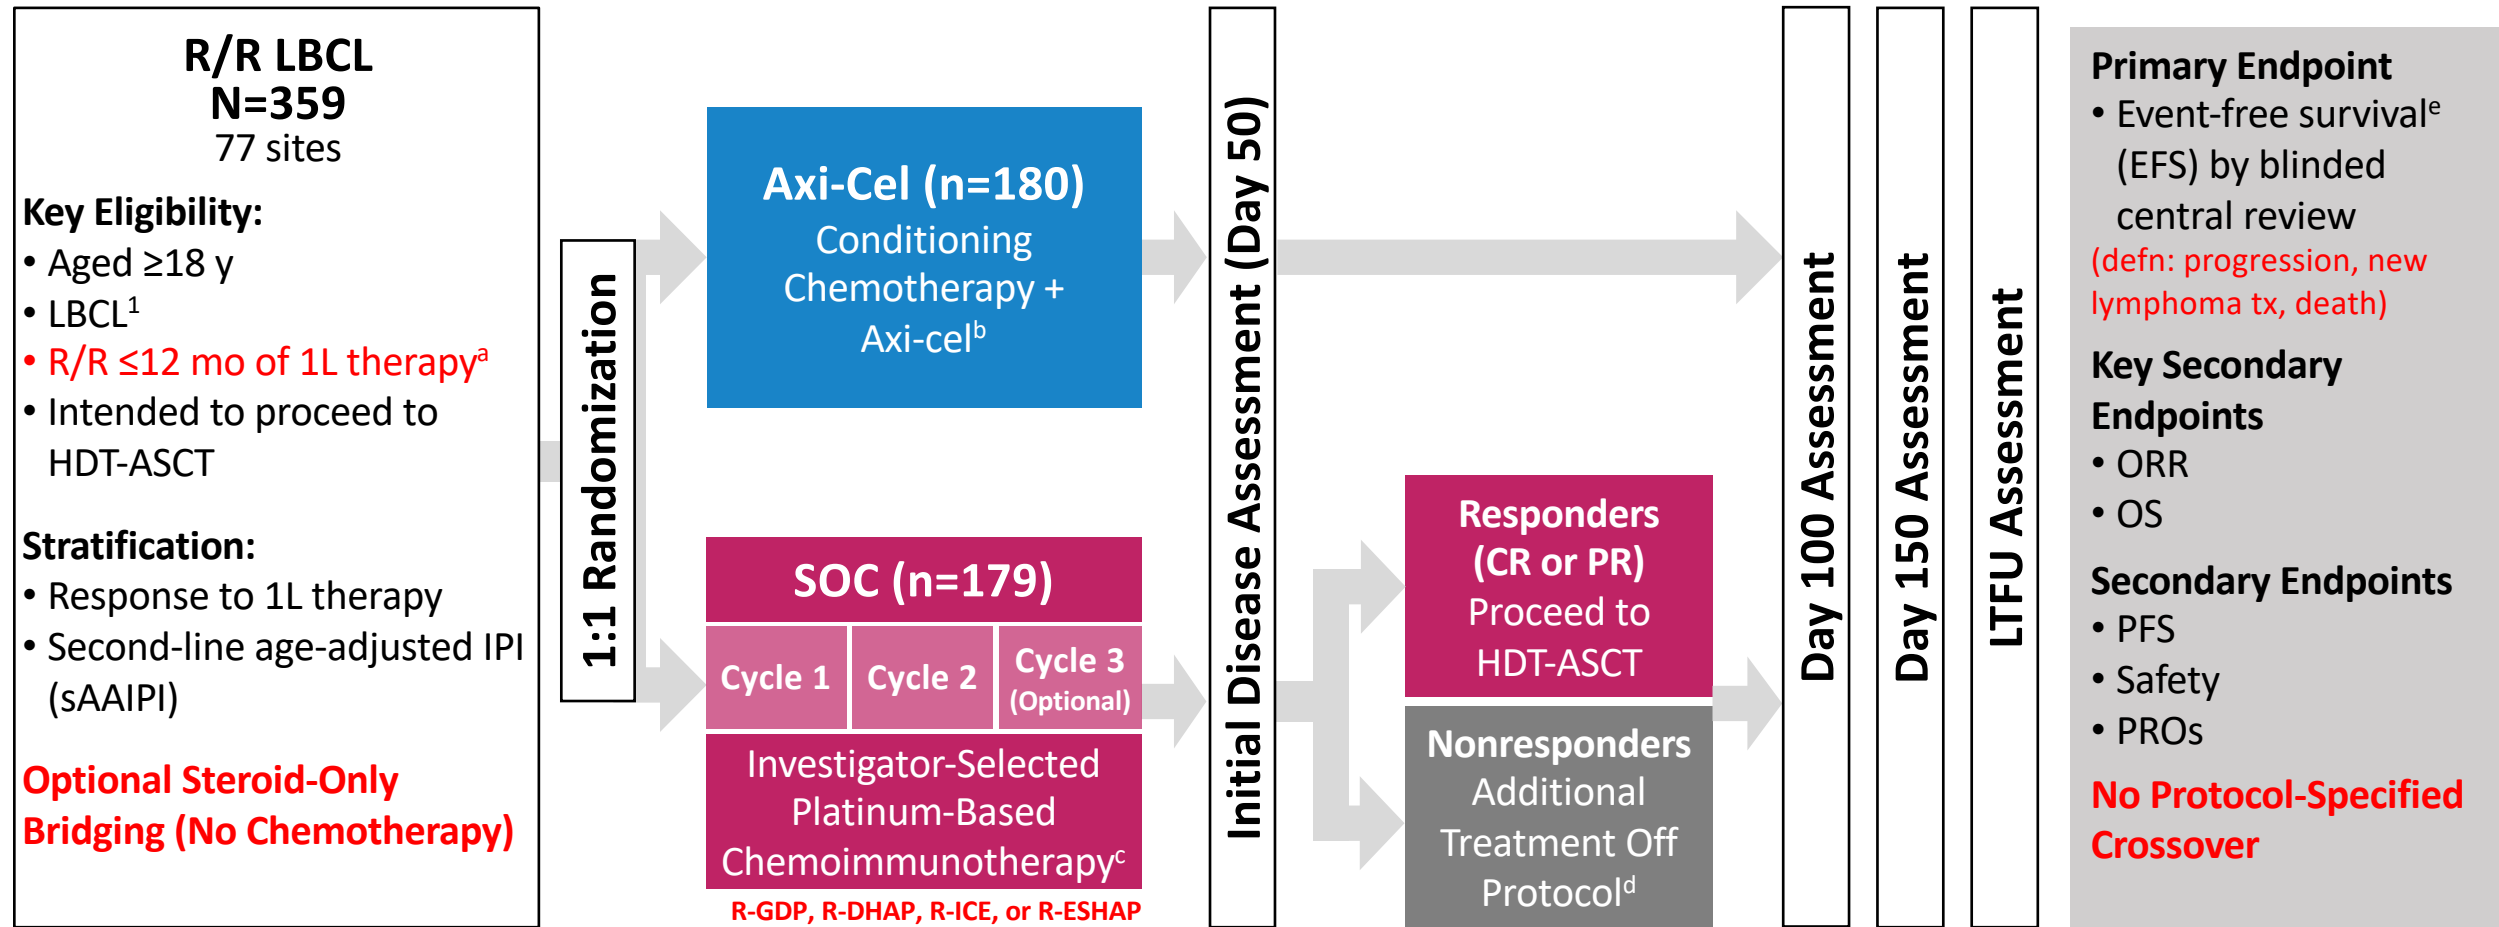 R/R LBCL
N=359
77 sites
Key Eligibility:
• Aged ≥18 y
• LBCL¹
• R/R ≤12 mo of 1L therapyᵃ
• Intended to proceed to
HDT-ASCT
Stratification:
• Response to 1L therapy
• Second-line age-adjusted IPI
(sAAIPI)
Optional Steroid-Only
Bridging (No Chemotherapy)
1:1 Randomization
Axi-Cel (n=180)
Conditioning
Chemotherapy +
Axi-celᵇ
SOC (n=179)
Cycle 1
Cycle 2
Cycle 3
(Optional)
Investigator-Selected
Platinum-Based
Chemoimmunotherapyᶜ
R-GDP, R-DHAP, R-ICE, or R-ESHAP
Initial Disease Assessment (Day 50)
Responders
(CR or PR)
Proceed to
HDT-ASCT
Nonresponders
Additional
Treatment Off
Protocolᵈ
Day 100 Assessment
Day 150 Assessment
LTFU Assessment
Primary Endpoint
• Event-free survivalᵉ
(EFS) by blinded
central review
(defn: progression, new
lymphoma tx, death)
Key Secondary
Endpoints
• ORR
• OS
Secondary Endpoints
• PFS
• Safety
• PROs
No Protocol-Specified
Crossover